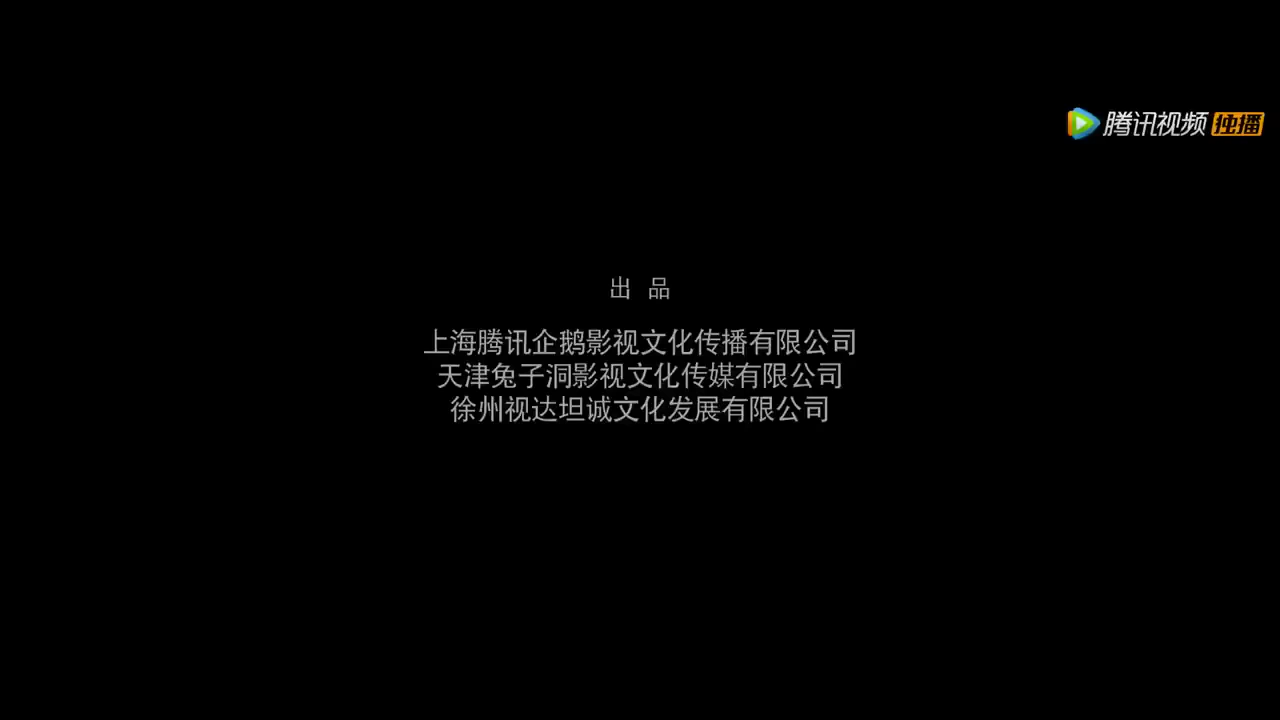 腾讯视频 独播
出 品
上海腾讯企鹅影视文化传播有限公司
天津兔子洞影视文化传媒有限公司
徐州视达坦诚文化发展有限公司